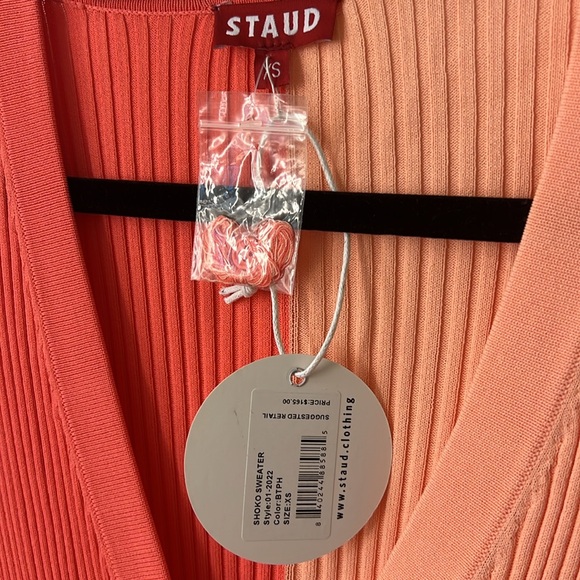 STAUD
XS
SHOKO SWEATER
Style:01-2022
Color:BTPH
SIZE:XS
SUGGESTED RETAIL
PRICE:$165.00
www.staud.clothing